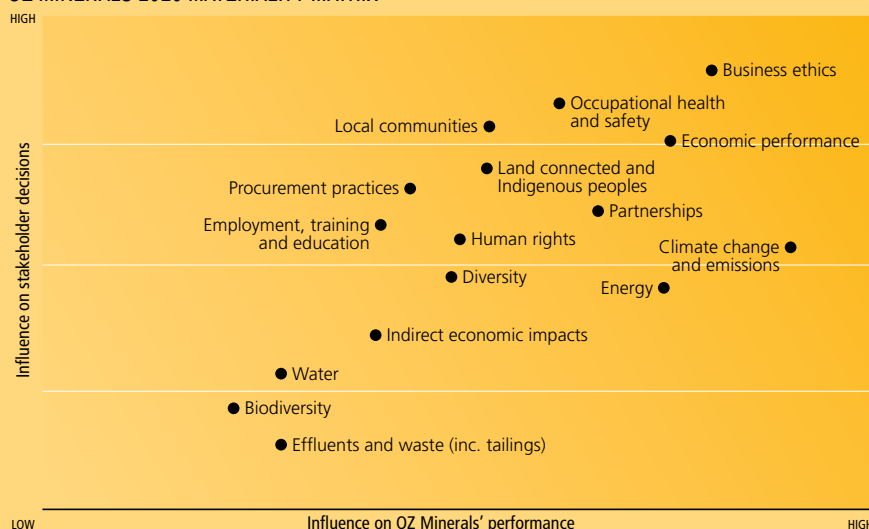 HIGH
Business ethics
Occupational health
and safety
Local communities
Economic performance
Land connected and
Indigenous peoples
Procurement practices
Partnerships
Employment, training
and education
Human rights
Climate change
and emissions
Diversity
Energy
Indirect economic impacts
Water
Biodiversity
Effluents and waste (inc. tailings)
Influence on stakeholder decisions
LOW
Influence on OZ Minerals' performance
HIGH